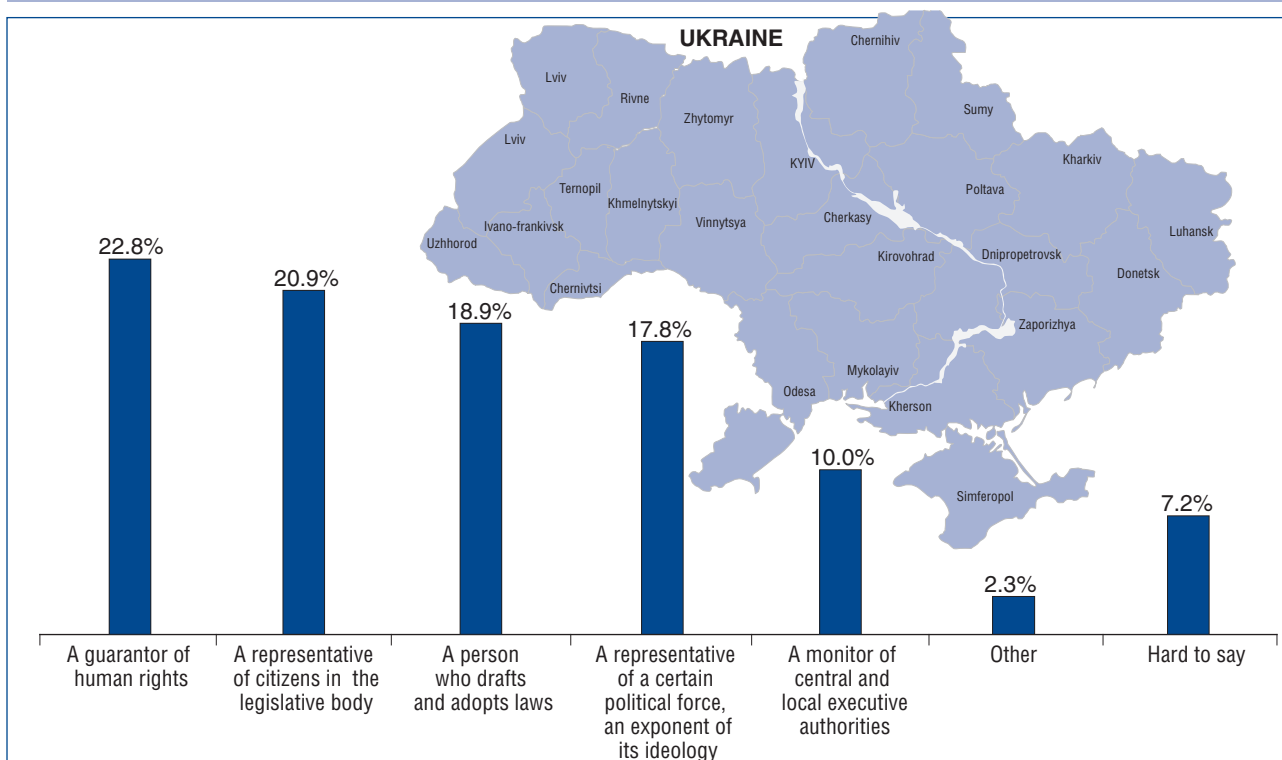 UKRAINE
Chernihiv
Lviv
Rivne
Zhytomyr
Sumy
Lviv
KYIV
Kharkiv
Ternopil
Khmelnytskyi
Poltava
Ivano-frankivsk
Vinnytsya
Cherkasy
Luhansk
Uzhhorod
Kirovohrad
Dnipropetrovsk
Donetsk
Chernivtsi
Zaporizhya
Mykolayiv
Odesa
Kherson
Simferopol
22.8%
20.9%
18.9%
17.8%
10.0%
2.3%
7.2%
A guarantor of
human rights
A representative
of citizens in the
legislative body
A person
who drafts
and adopts laws
A representative
of a certain
political force,
an exponent of
its ideology
A monitor of
central and
local executive
authorities
Other
Hard to say